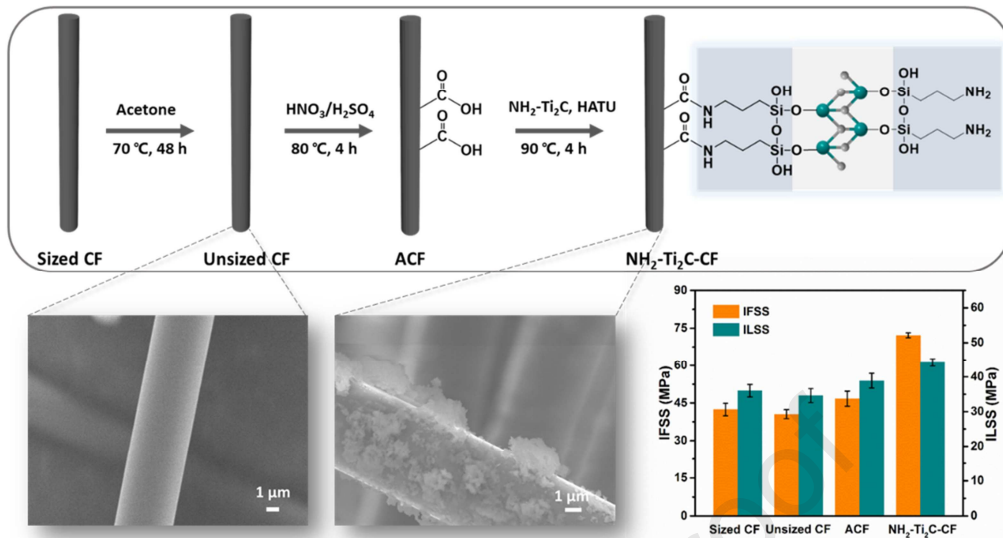 Acetone
70 ℃, 48 h
HNO₃/H₂SO₄
80 ℃, 4 h
NH₂-Ti₂C, HATU
90 ℃, 4 h
O
C
OH
O
C
OH
O
C
N
H
O
C
N
H
OH
Si
O
O
Si
O
OH
OH
O
Si
NH₂
O
O
Si
NH₂
OH
Sized CF
Unsized CF
ACF
NH₂-Ti₂C-CF
1 μm
1 μm
IFSS
ILSS
IFSS (MPa)
90
75
60
45
30
15
0
ILSS (MPa)
60
50
40
30
20
10
0
Sized CF
Unsized CF
ACF
NH₂-Ti₂C-CF